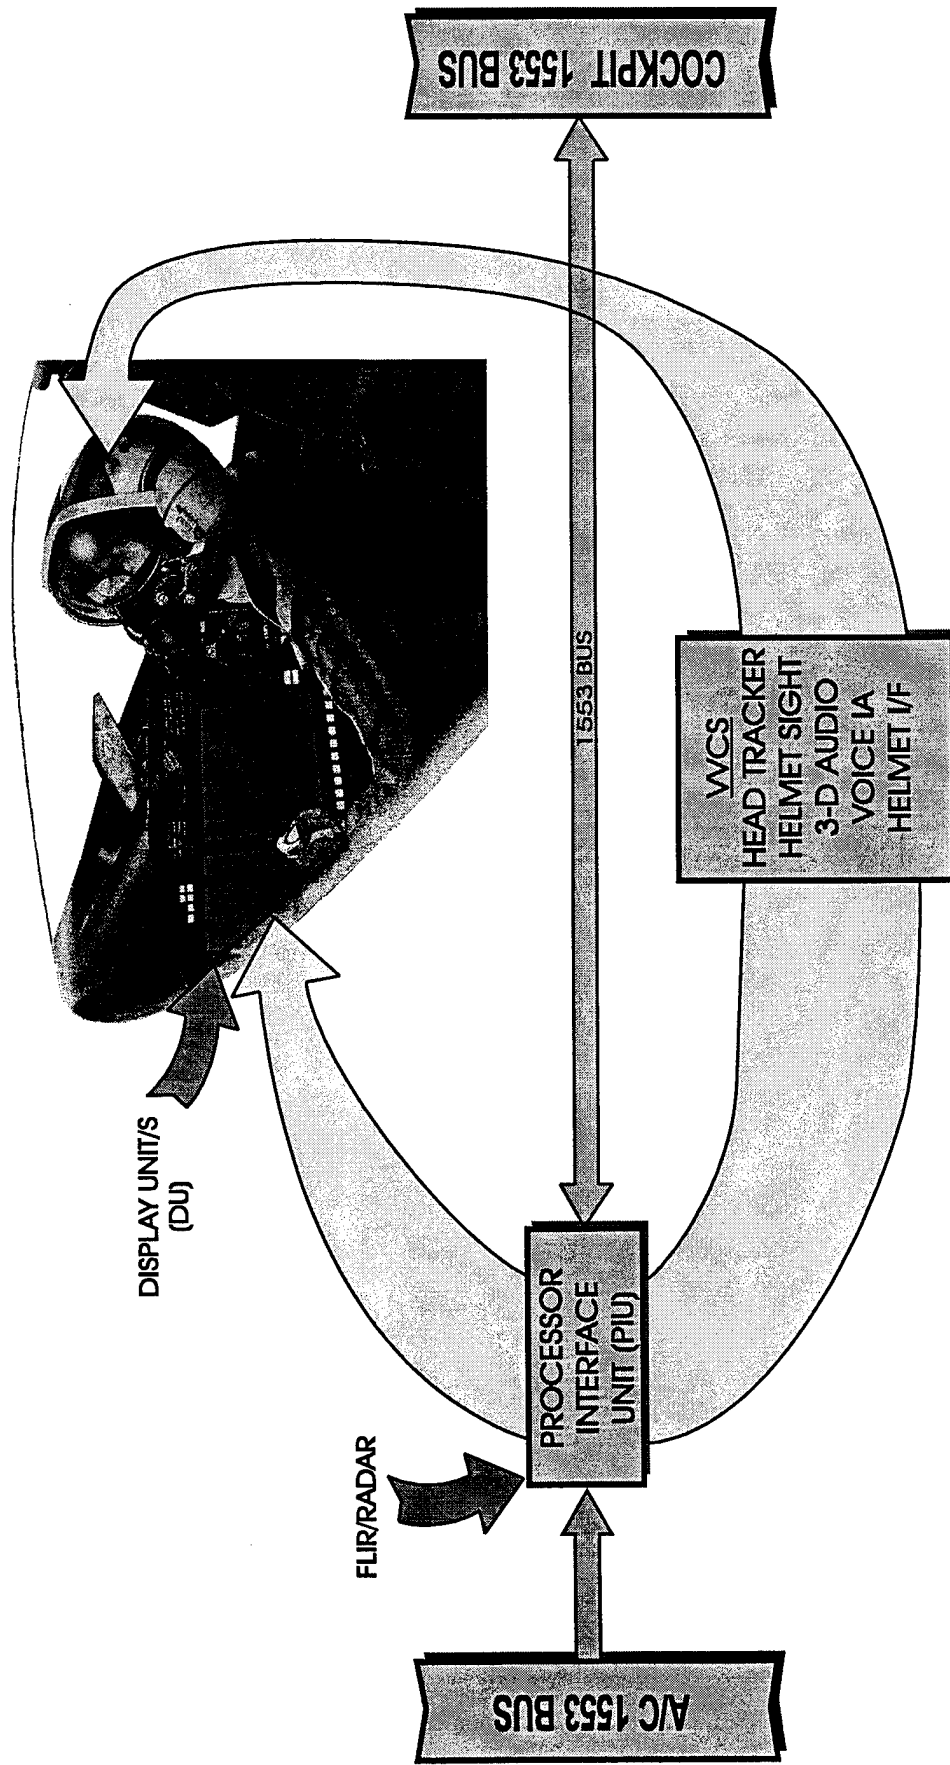 DISPLAY UNIT/S
(DU)
FLIR/RADAR
A/C 1553 BUS
PROCESSOR
INTERFACE
UNIT (PIU)
1553 BUS
COCKPIT 1553 BUS
VVCS
HEAD TRACKER
HELMET SIGHT
3-D AUDIO
VOICE IA
HELMET I/F